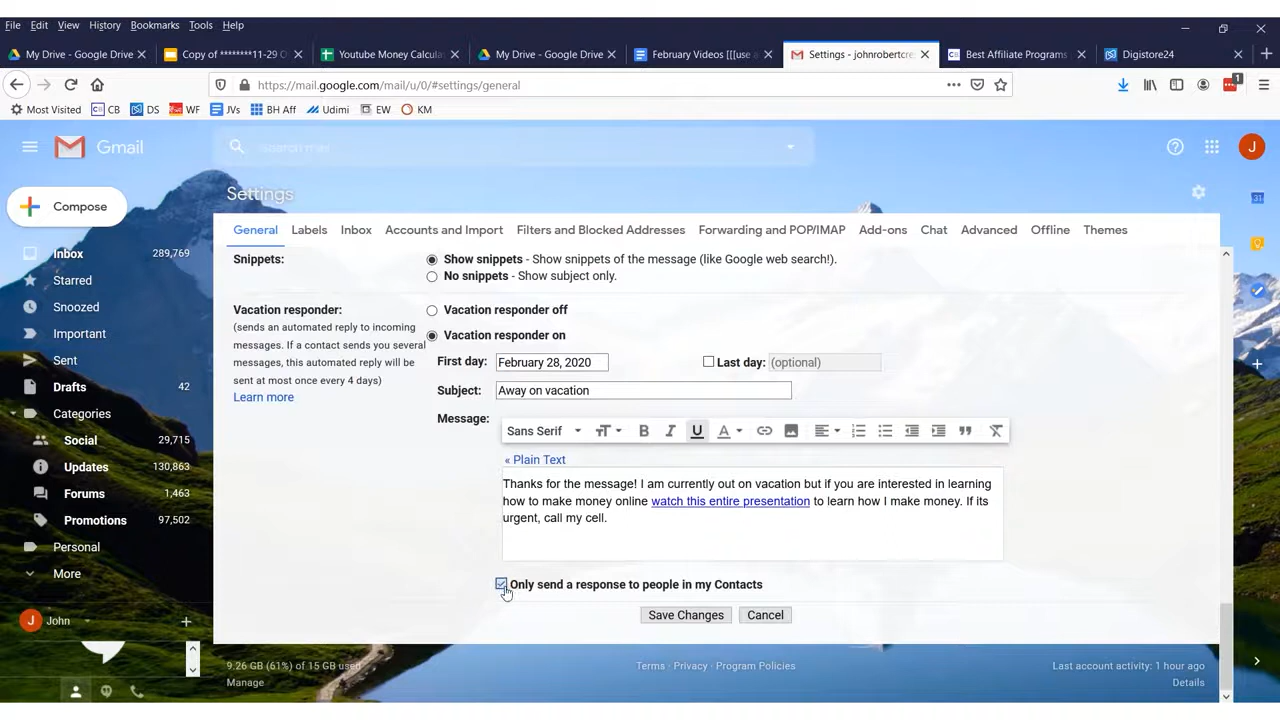 File Edit View History Bookmarks Tools Help
My Drive - Google Drive
Copy of ********11-29 O
Youtube Money Calcula
My Drive - Google Drive
February Videos [[[use a
Settings - johnrobertcre
Best Affiliate Programs
Digistore24
https://mail.google.com/mail/u/0/#settings/general
1
Most Visited CB DS WF JVs BH Aff Udimi EW KM
Gmail
Search mail
J
Settings
Compose
General Labels Inbox Accounts and Import Filters and Blocked Addresses Forwarding and POP/IMAP Add-ons Chat Advanced Offline Themes
Inbox 289,769
Starred
Snoozed
Important
Sent
Drafts 42
Categories
Social 29,715
Updates 130,863
Forums 1,463
Promotions 97,502
Personal
More
John
Snippets:
Show snippets - Show snippets of the message (like Google web search!).
No snippets - Show subject only.
Vacation responder:
(sends an automated reply to incoming
messages. If a contact sends you several
messages, this automated reply will be
sent at most once every 4 days)
Learn more
Vacation responder off
Vacation responder on
First day: February 28, 2020 Last day: (optional)
Subject: Away on vacation
Message:
Sans Serif
« Plain Text
Thanks for the message! I am currently out on vacation but if you are interested in learning
how to make money online watch this entire presentation to learn how I make money. If its
urgent, call my cell.
Only send a response to people in my Contacts
Save Changes Cancel
9.26 GB (61%) of 15 GB used
Manage
Terms · Privacy · Program Policies
Last account activity: 1 hour ago
Details